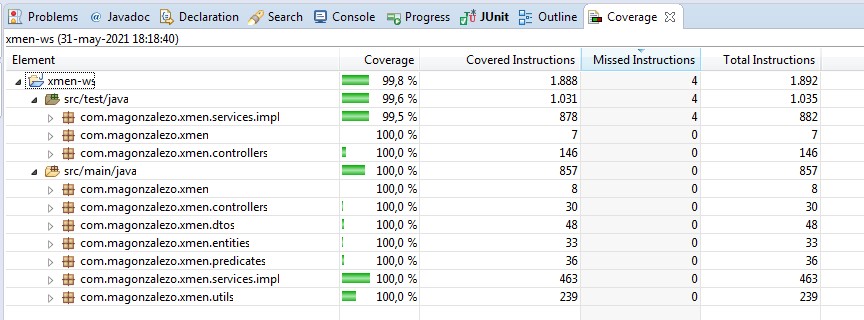 Problems @ Javadoc Declaration Search Console Progress JUnit Outline Coverage
xmen-ws (31-may-2021 18:18:40)
Element Coverage Covered Instructions Missed Instructions Total Instructions
xmen-ws 99,8 % 1.888 4 1.892
src/test/java 99,6 % 1.031 4 1.035
com.magonzalezo.xmen.services.impl 99,5 % 878 4 882
com.magonzalezo.xmen 100,0 % 7 0 7
com.magonzalezo.xmen.controllers 100,0 % 146 0 146
src/main/java 100,0 % 857 0 857
com.magonzalezo.xmen 100,0 % 8 0 8
com.magonzalezo.xmen.controllers 100,0 % 30 0 30
com.magonzalezo.xmen.dtos 100,0 % 48 0 48
com.magonzalezo.xmen.entities 100,0 % 33 0 33
com.magonzalezo.xmen.predicates 100,0 % 36 0 36
com.magonzalezo.xmen.services.impl 100,0 % 463 0 463
com.magonzalezo.xmen.utils 100,0 % 239 0 239